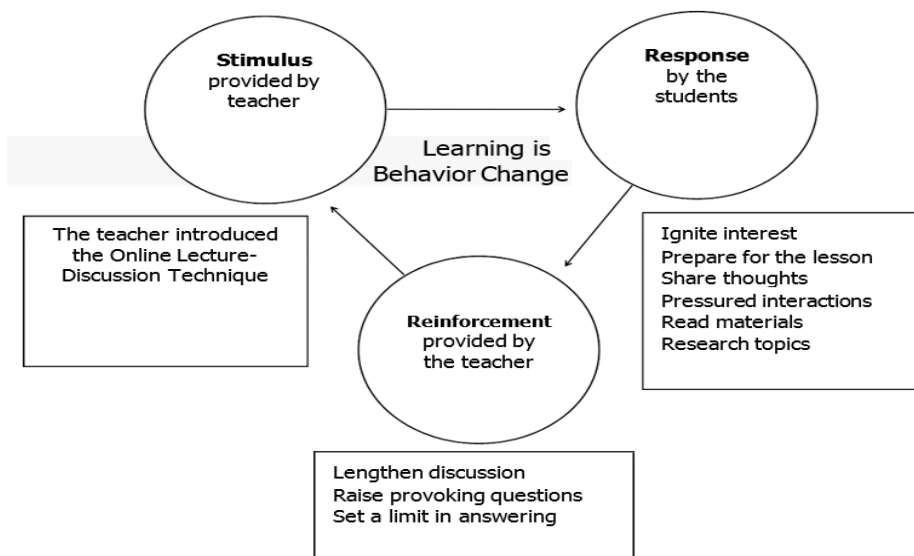 Stimulus
provided by
teacher
Response
by the
students
Learning is
Behavior Change
The teacher introduced
the Online Lecture-
Discussion Technique
Ignite interest
Prepare for the lesson
Share thoughts
Pressured interactions
Read materials
Research topics
Reinforcement
provided by
the teacher
Lengthen discussion
Raise provoking questions
Set a limit in answering